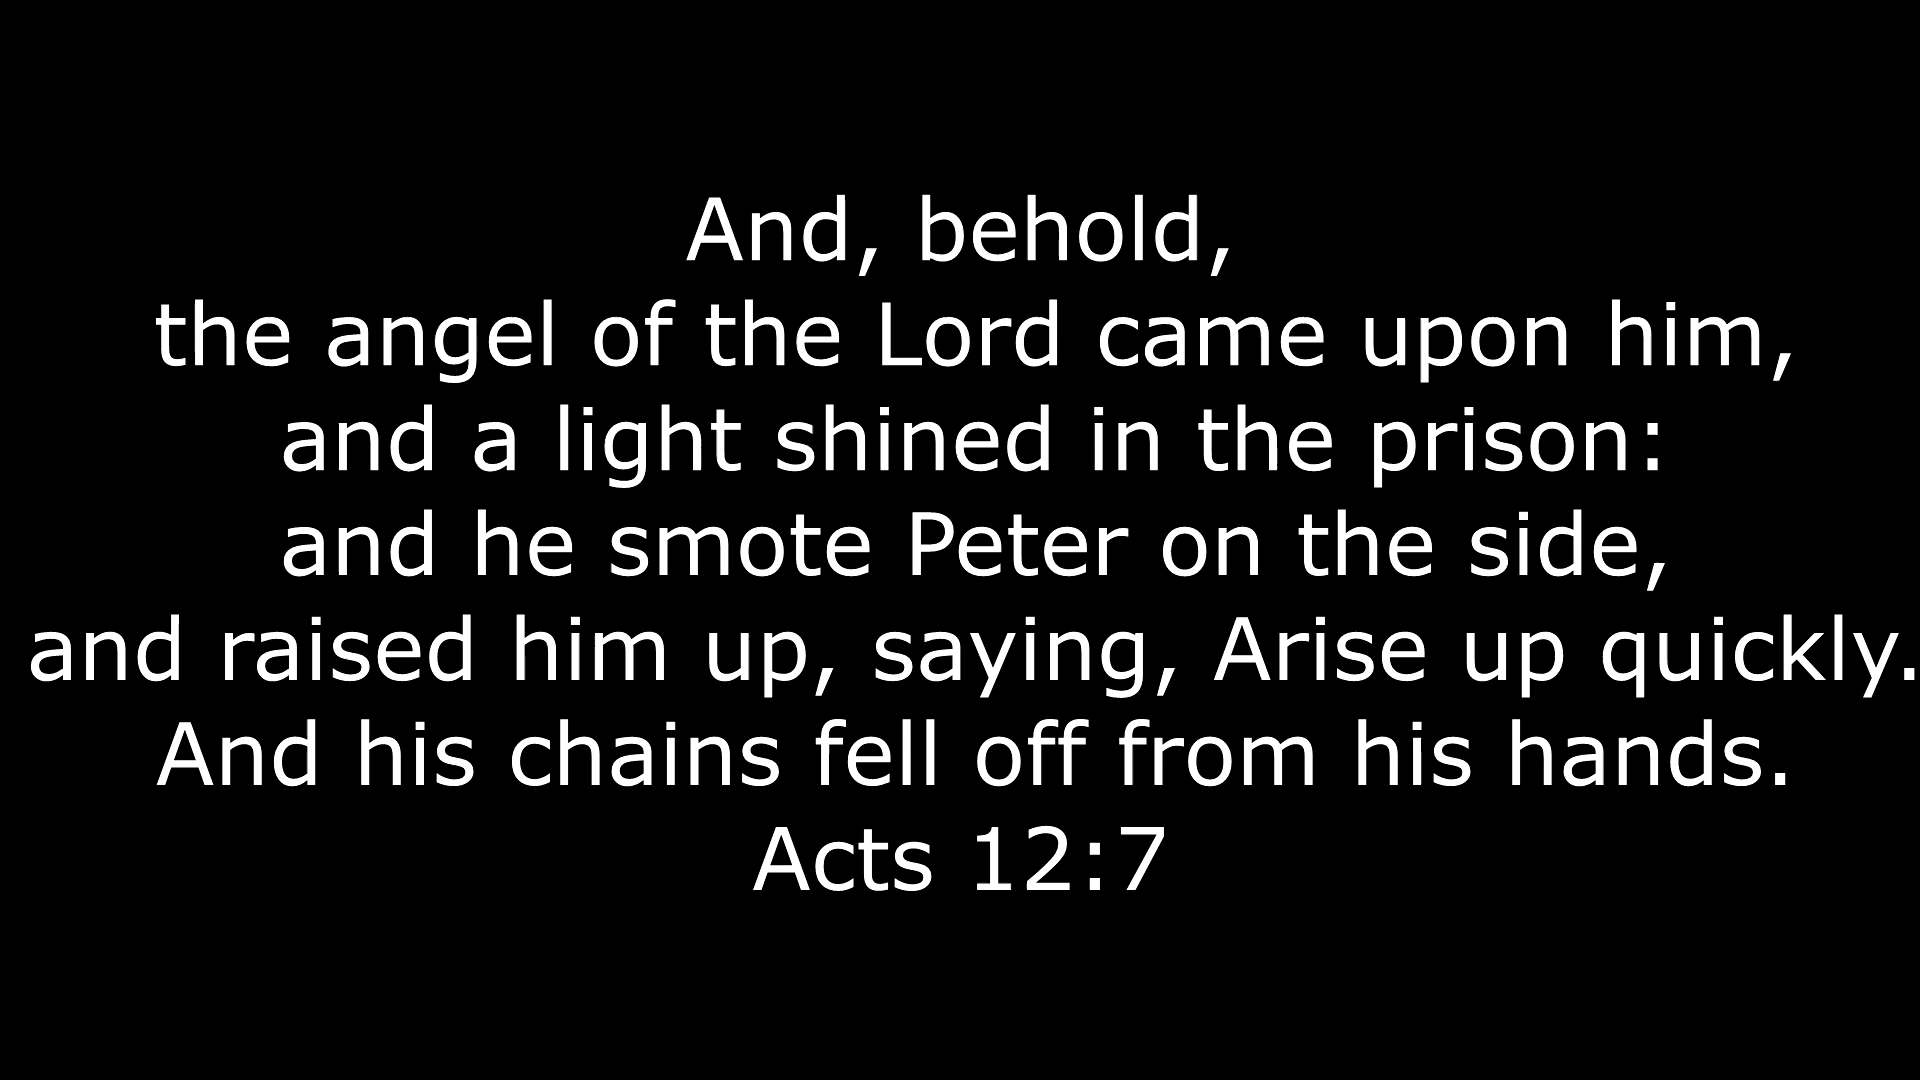 And, behold,
the angel of the Lord came upon him,
and a light shined in the prison:
and he smote Peter on the side,
and raised him up, saying, Arise up quickly.
And his chains fell off from his hands.
Acts 12:7